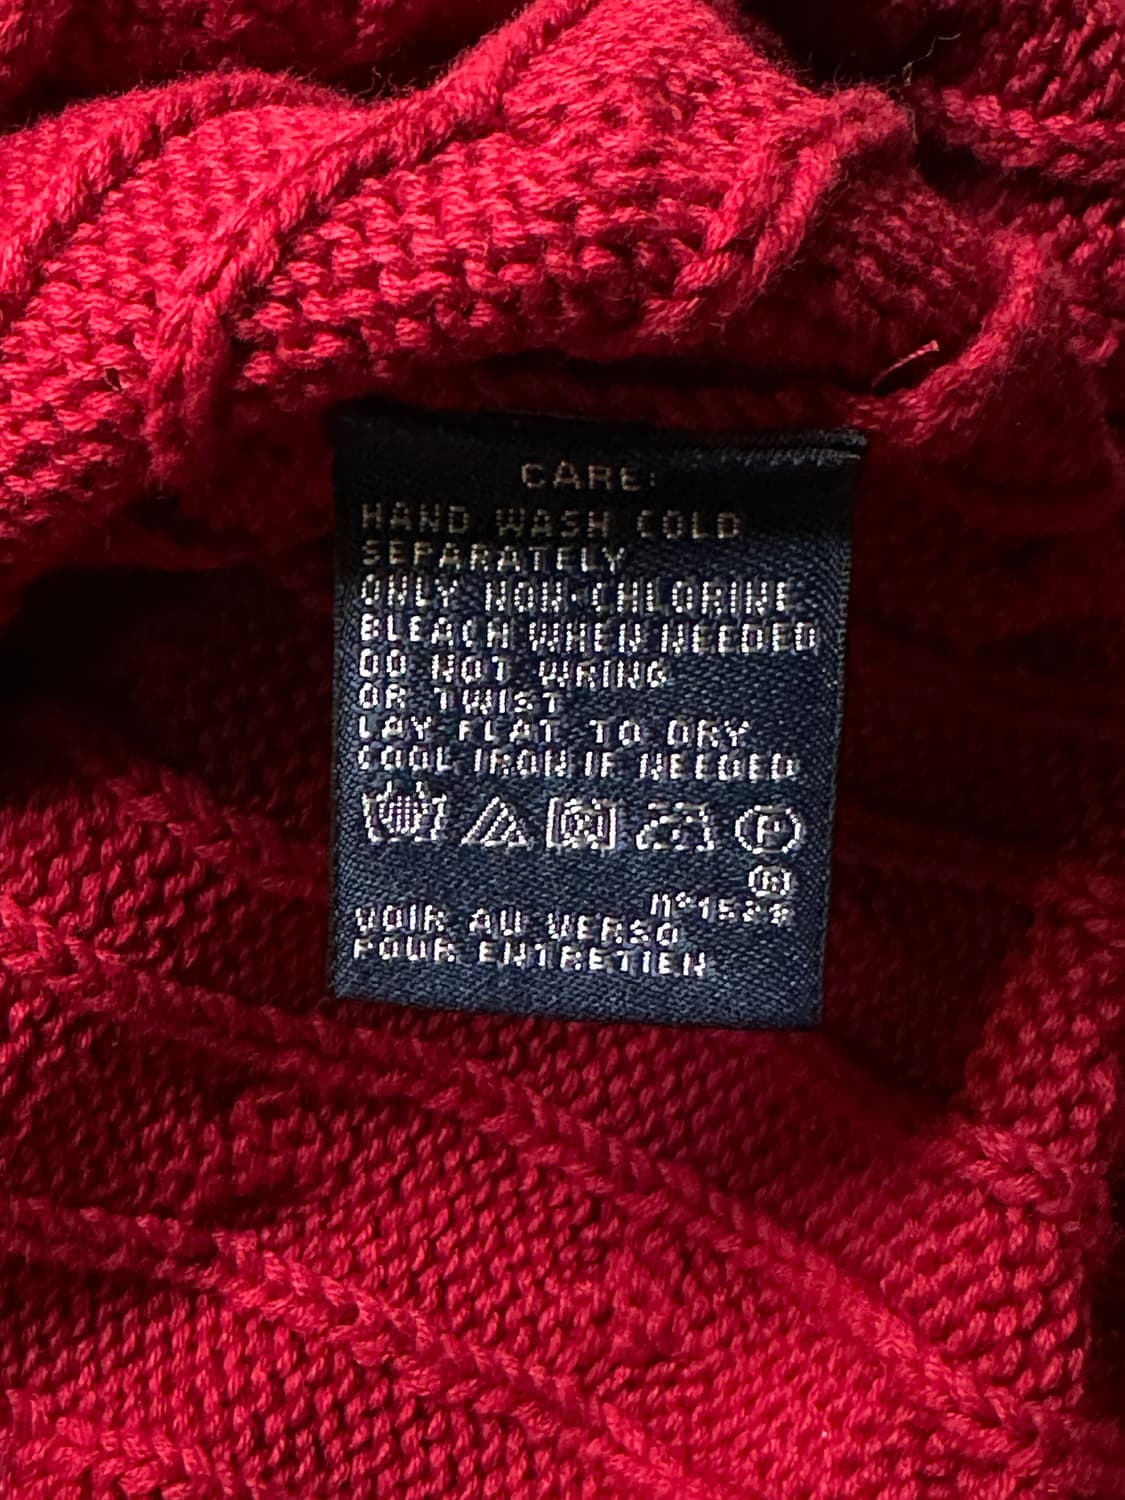 CARE:
HAND WASH COLD
SEPARATELY
ONLY NON-CHLORINE
BLEACH WHEN NEEDED
DO NOT WRING
OR TWIST
LAY FLAT TO DRY
COOL IRON IF NEEDED
P
VOIR AU VERSO
POUR ENTRETIEN